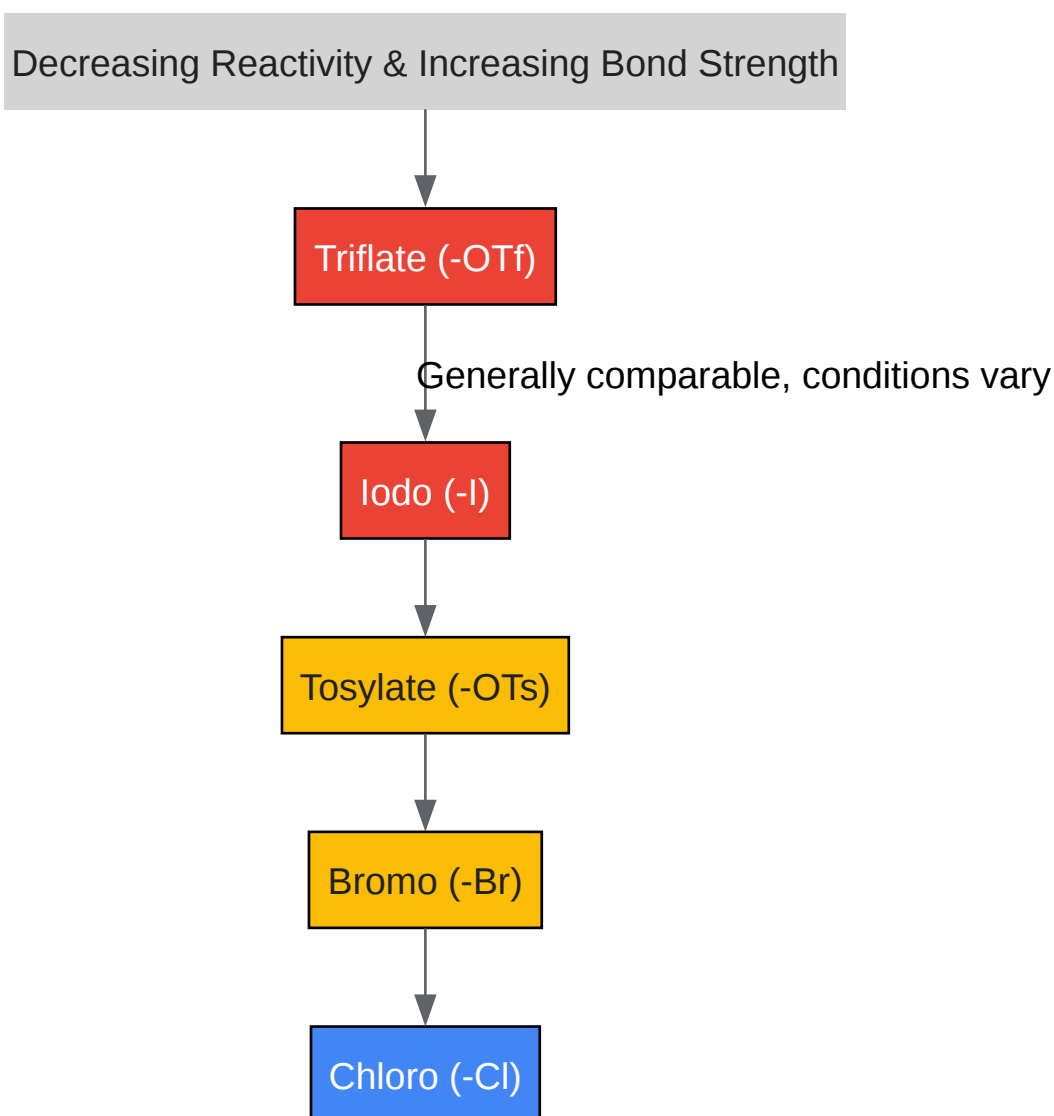 Decreasing Reactivity & Increasing Bond Strength
Triflate (-OTf)
Generally comparable, conditions vary
Iodo (-I)
Tosylate (-OTs)
Bromo (-Br)
Chloro (-Cl)